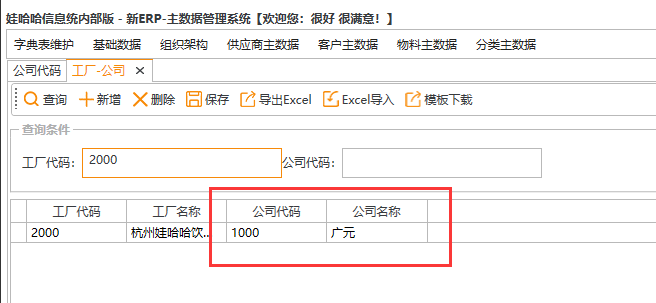 娃哈哈信息统内部版 - 新ERP-主数据管理系统【欢迎您：很好 很满意！】
字典表维护 基础数据 组织架构 供应商主数据 客户主数据 物料主数据 分类主数据
公司代码 工厂-公司 ×
查询 新增 删除 保存 导出Excel Excel导入 模板下载
查询条件
工厂代码： 2000 公司代码：
工厂代码 工厂名称 公司代码 公司名称
2000 杭州娃哈哈饮... 1000 广元